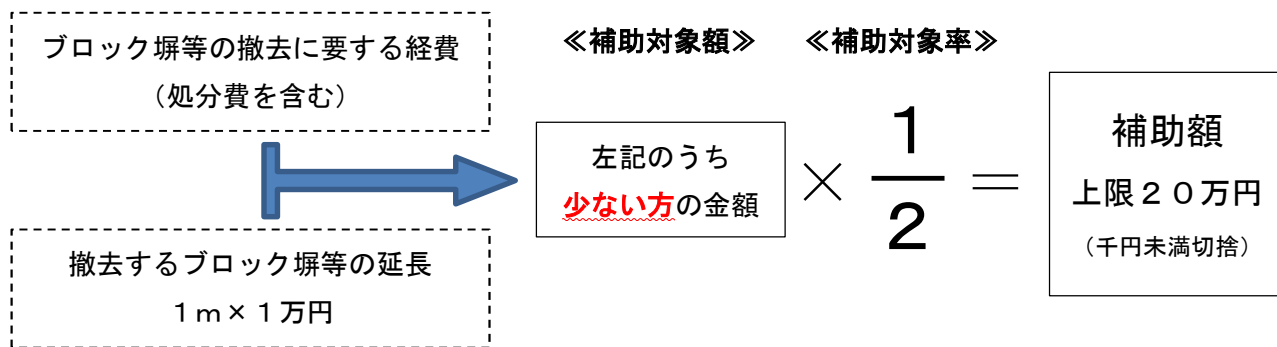 ブロック塀等の撤去に要する経費
（処分費を含む）
撤去するブロック塀等の延長
１ｍ×１万円
≪補助対象額≫
左記のうち
少ない方の金額
≪補助対象率≫
×
１
２
＝
補助額
上限２０万円
（千円未満切捨）